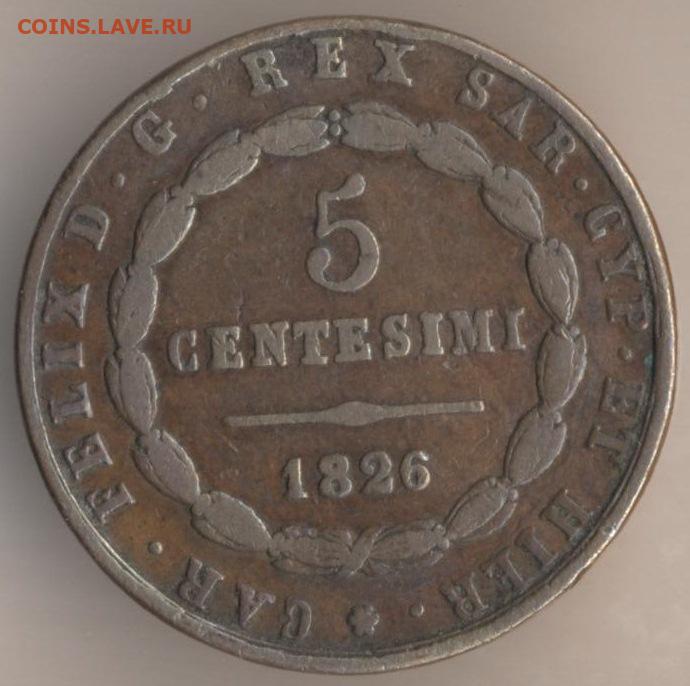 COINS.LAVE.RU
CAR · FELIX D · G · REX SAR · CYP · ET HIER ·
5
CENTESIMI
1826